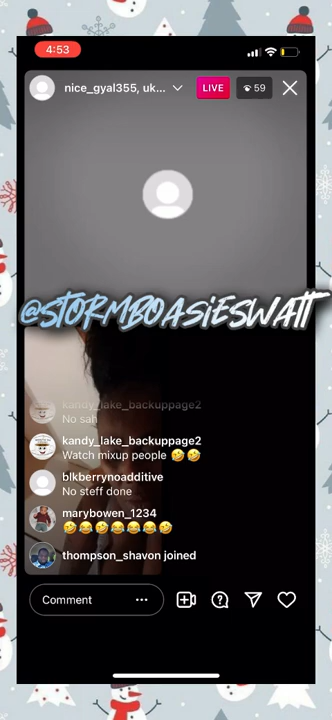 4:53
nice_gyal355, uk...
LIVE
59
@STORMBOASIESWATT
kandy_lake_backuppage2
No sah
kandy_lake_backuppage2
Watch mixup people 🤣🤣
blkberrynoadditive
No steff done
marybowen_1234
🤣😂🤣😂😂😂🤣
thompson_shavon joined
Comment